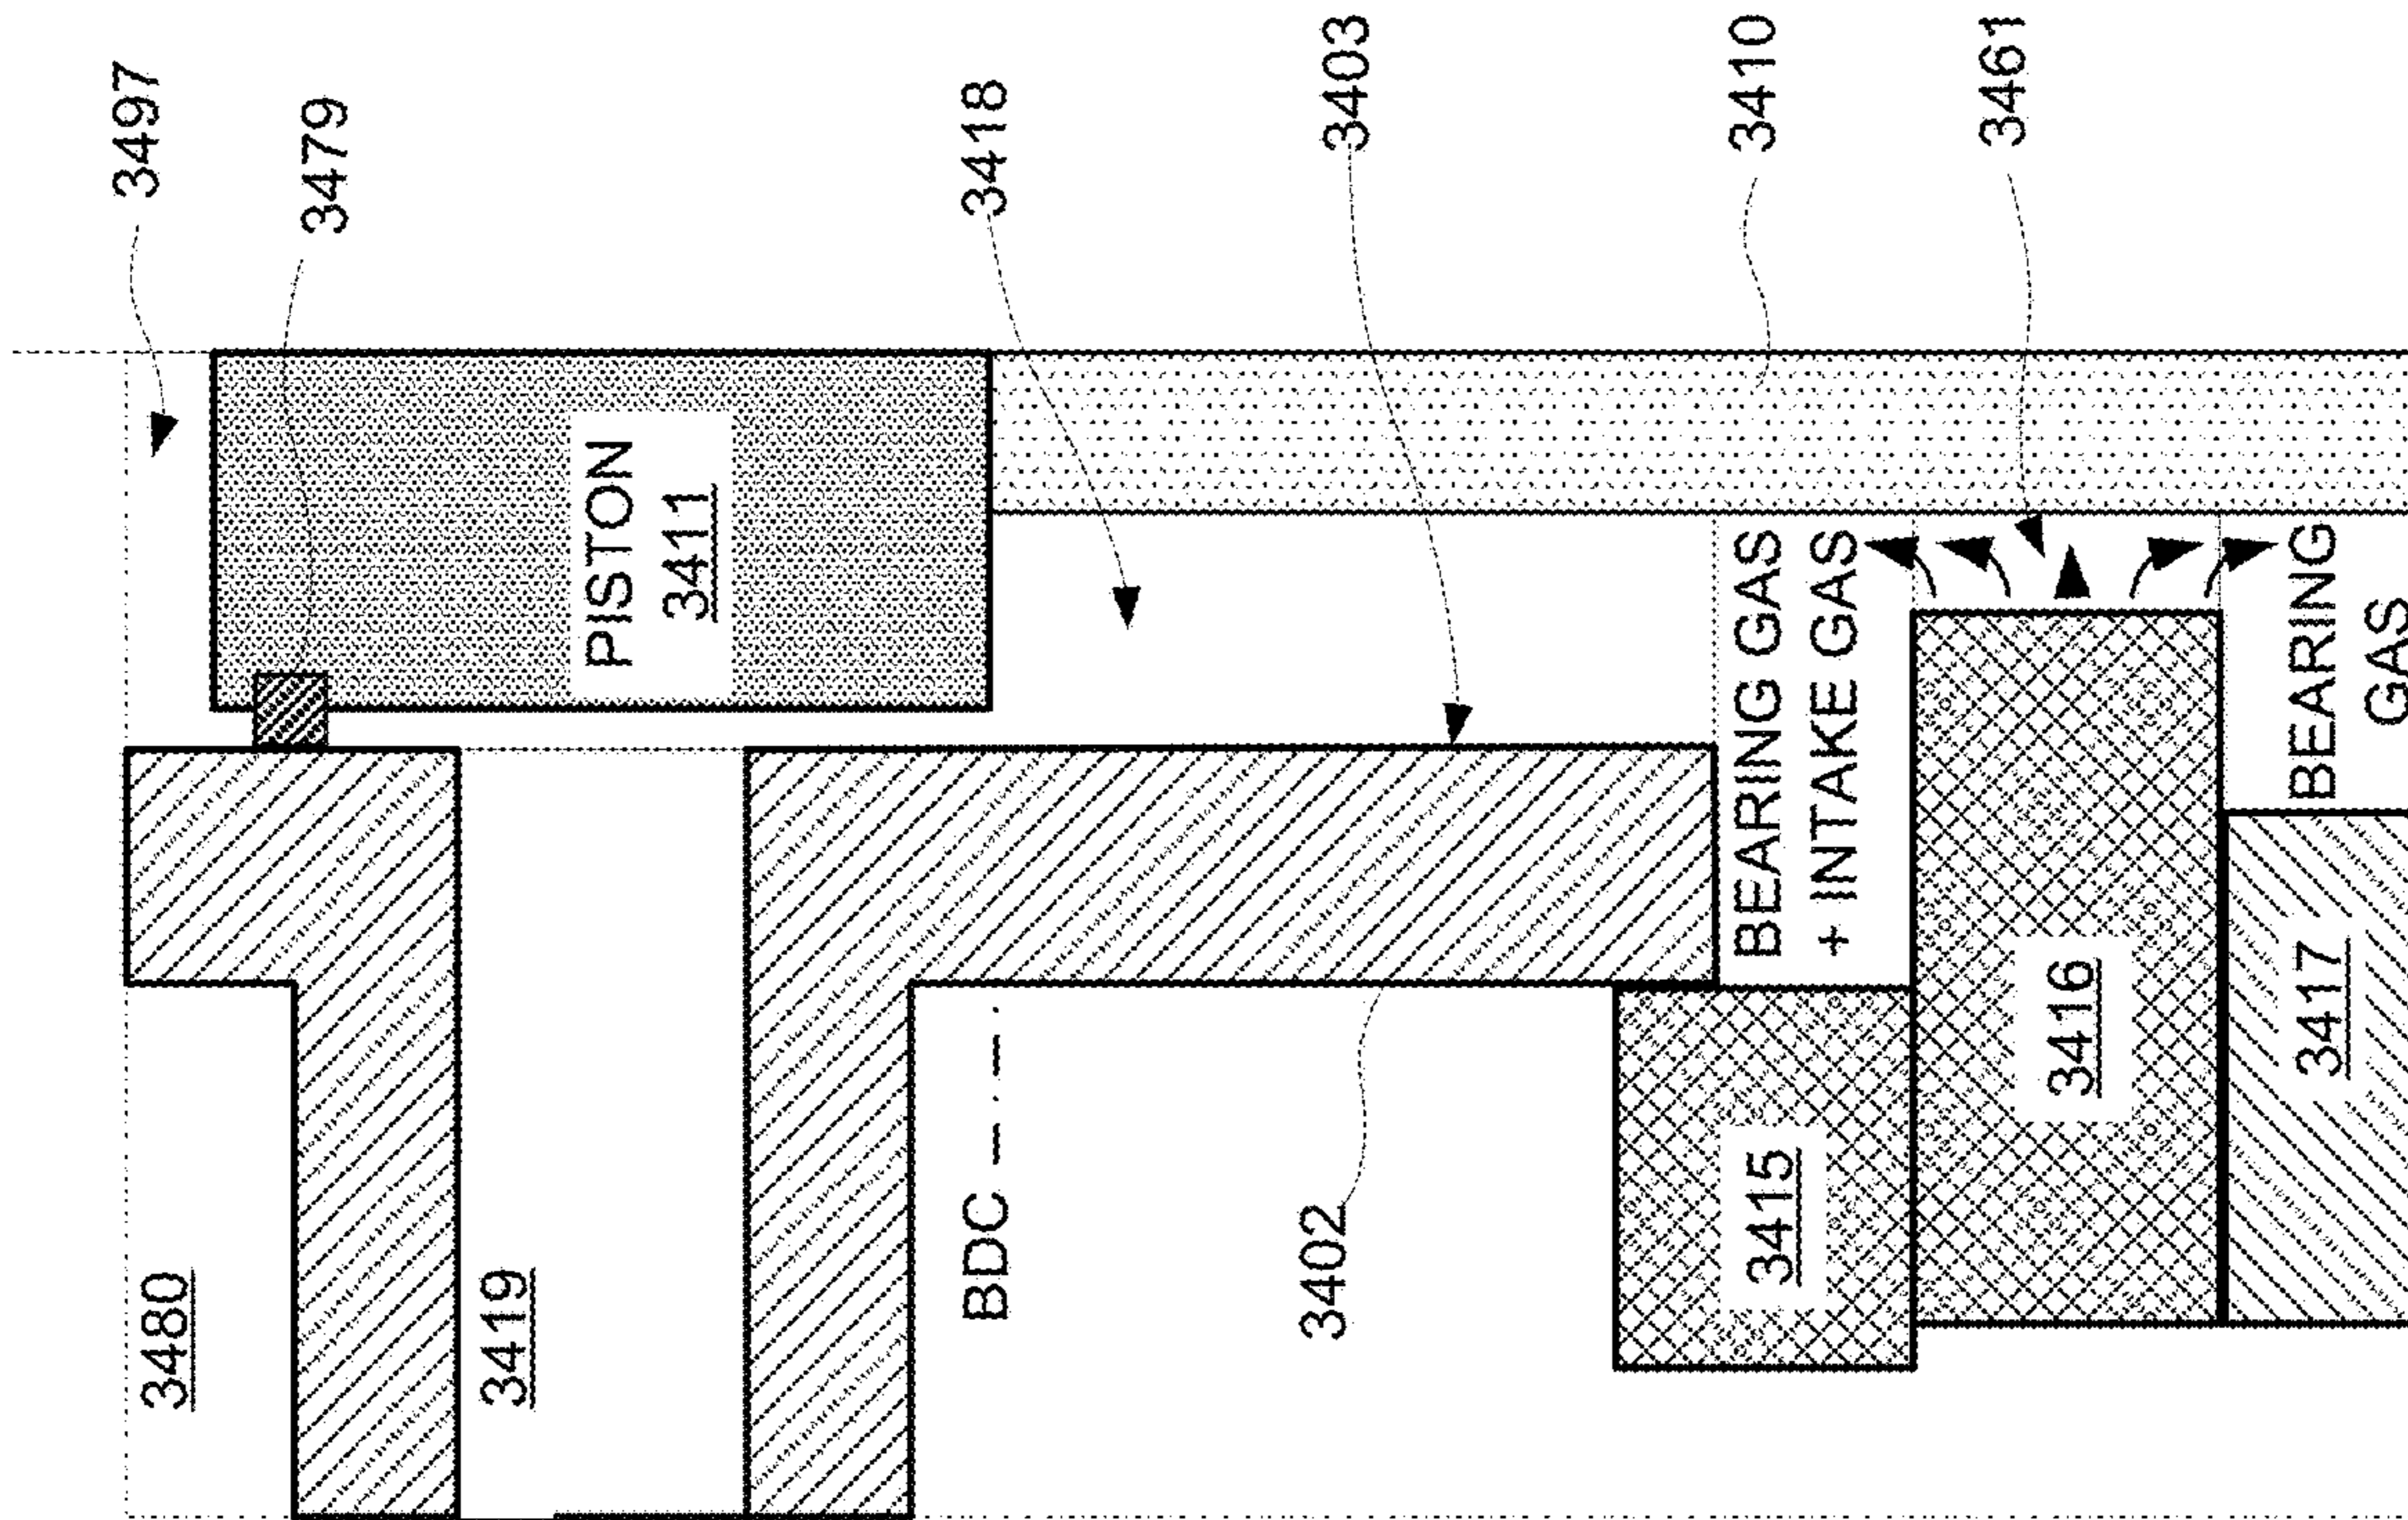 3497
3480
3479
3419
PISTON
3411
BDC
3418
3402
3403
3410
BEARING GAS
+ INTAKE GAS
3415
3461
3416
3417
BEARING
GAS